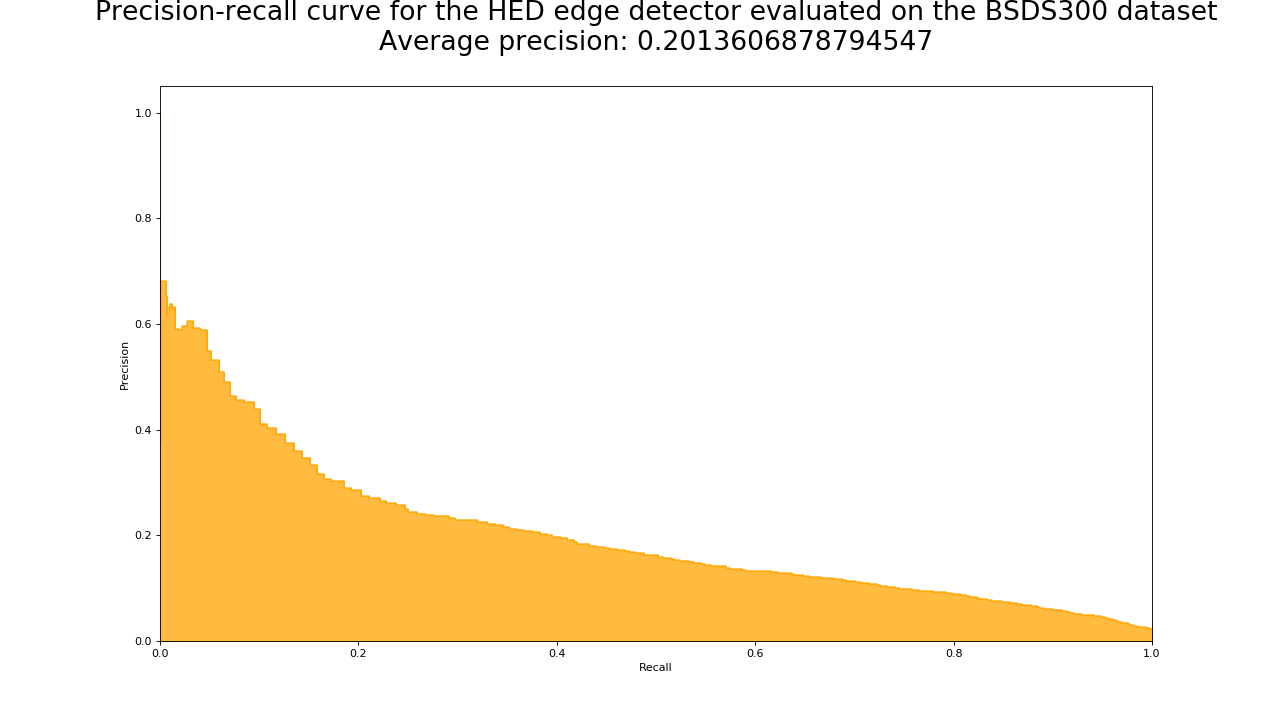 Precision-recall curve for the HED edge detector evaluated on the BSDS300 dataset
Average precision: 0.2013606878794547
1.0
0.8
0.6
0.4
0.2
0.0
Precision
0.0 0.2 0.4 0.6 0.8 1.0
Recall